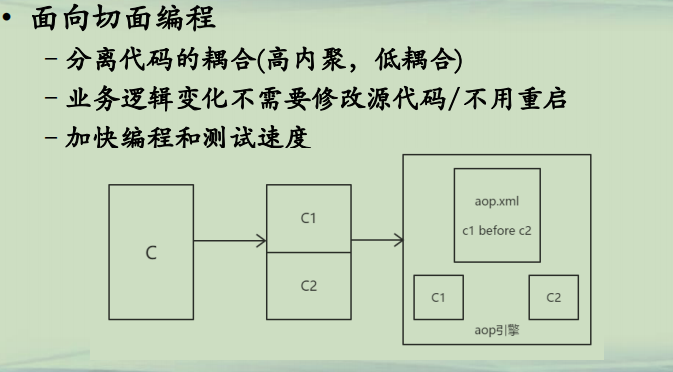 • 面向切面编程
– 分离代码的耦合(高内聚，低耦合)
– 业务逻辑变化不需要修改源代码/不用重启
– 加快编程和测试速度
C
C1
C2
aop.xml
c1 before c2
C1
C2
aop引擎